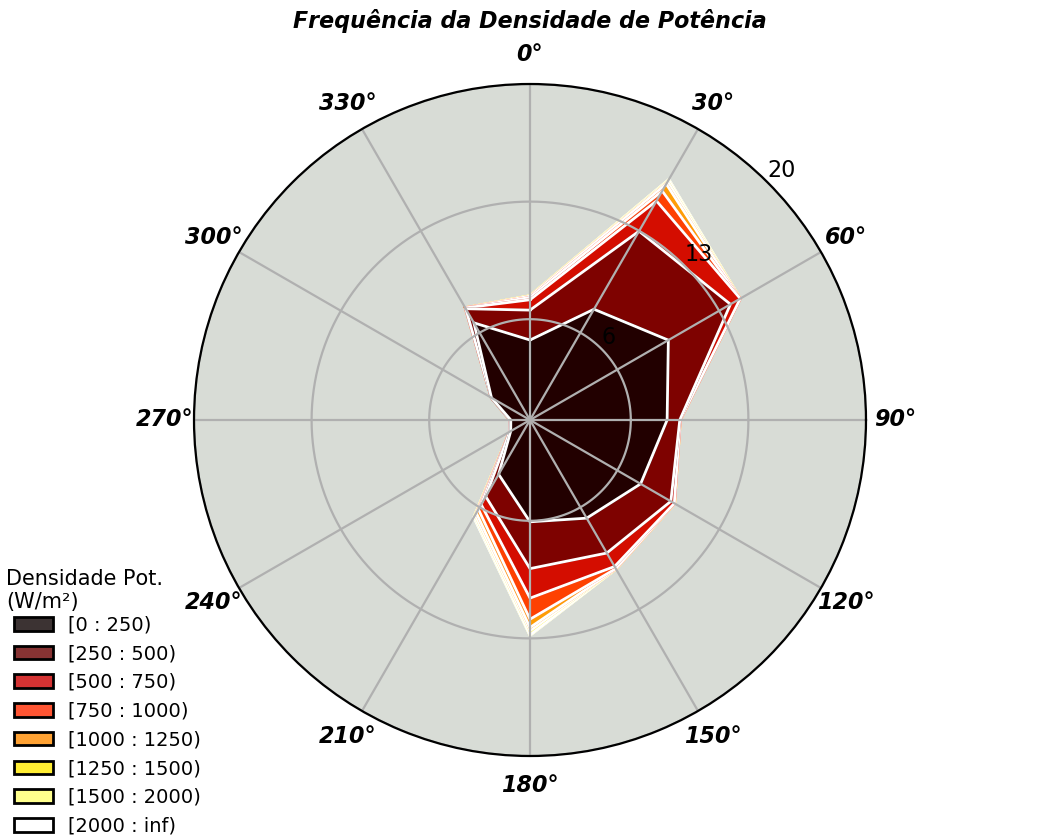 Frequência da Densidade de Potência
0°
330°
30°
20
300°
60°
13
6
270°
90°
240°
120°
210°
150°
180°
Densidade Pot.
(W/m²)
[0 : 250)
[250 : 500)
[500 : 750)
[750 : 1000)
[1000 : 1250)
[1250 : 1500)
[1500 : 2000)
[2000 : inf)